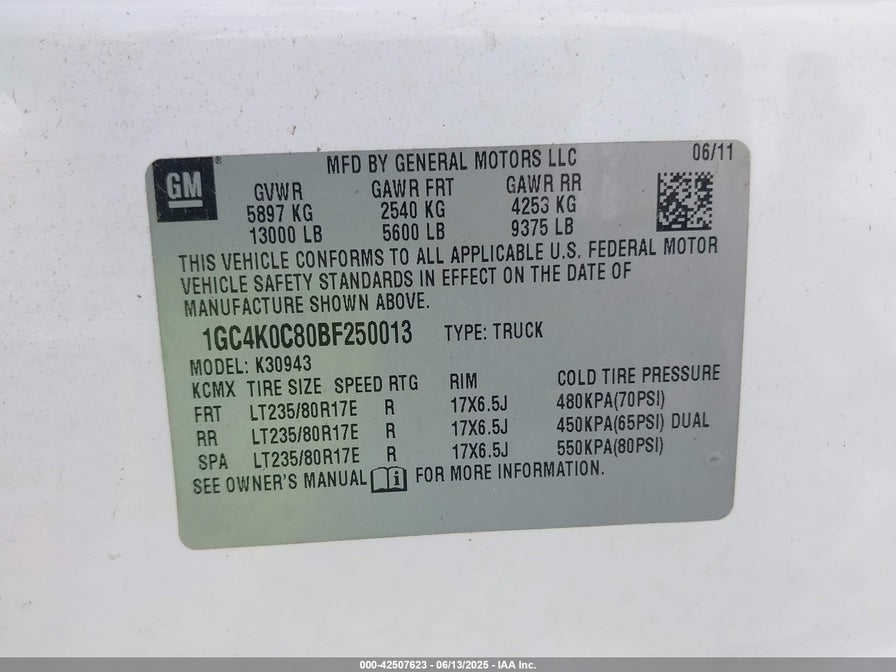 GM
MFD BY GENERAL MOTORS LLC 06/11
GVWR GAWR FRT GAWR RR
5897 KG 2540 KG 4253 KG
13000 LB 5600 LB 9375 LB
THIS VEHICLE CONFORMS TO ALL APPLICABLE U.S. FEDERAL MOTOR
VEHICLE SAFETY STANDARDS IN EFFECT ON THE DATE OF
MANUFACTURE SHOWN ABOVE.
1GC4K0C80BF250013 TYPE: TRUCK
MODEL: K30943
KCMX TIRE SIZE SPEED RTG RIM COLD TIRE PRESSURE
FRT LT235/80R17E R 17X6.5J 480KPA(70PSI)
RR LT235/80R17E R 17X6.5J 450KPA(65PSI) DUAL
SPA LT235/80R17E R 17X6.5J 550KPA(80PSI)
SEE OWNER'S MANUAL i FOR MORE INFORMATION.
000-42507623 - 06/13/2025 - IAA Inc.